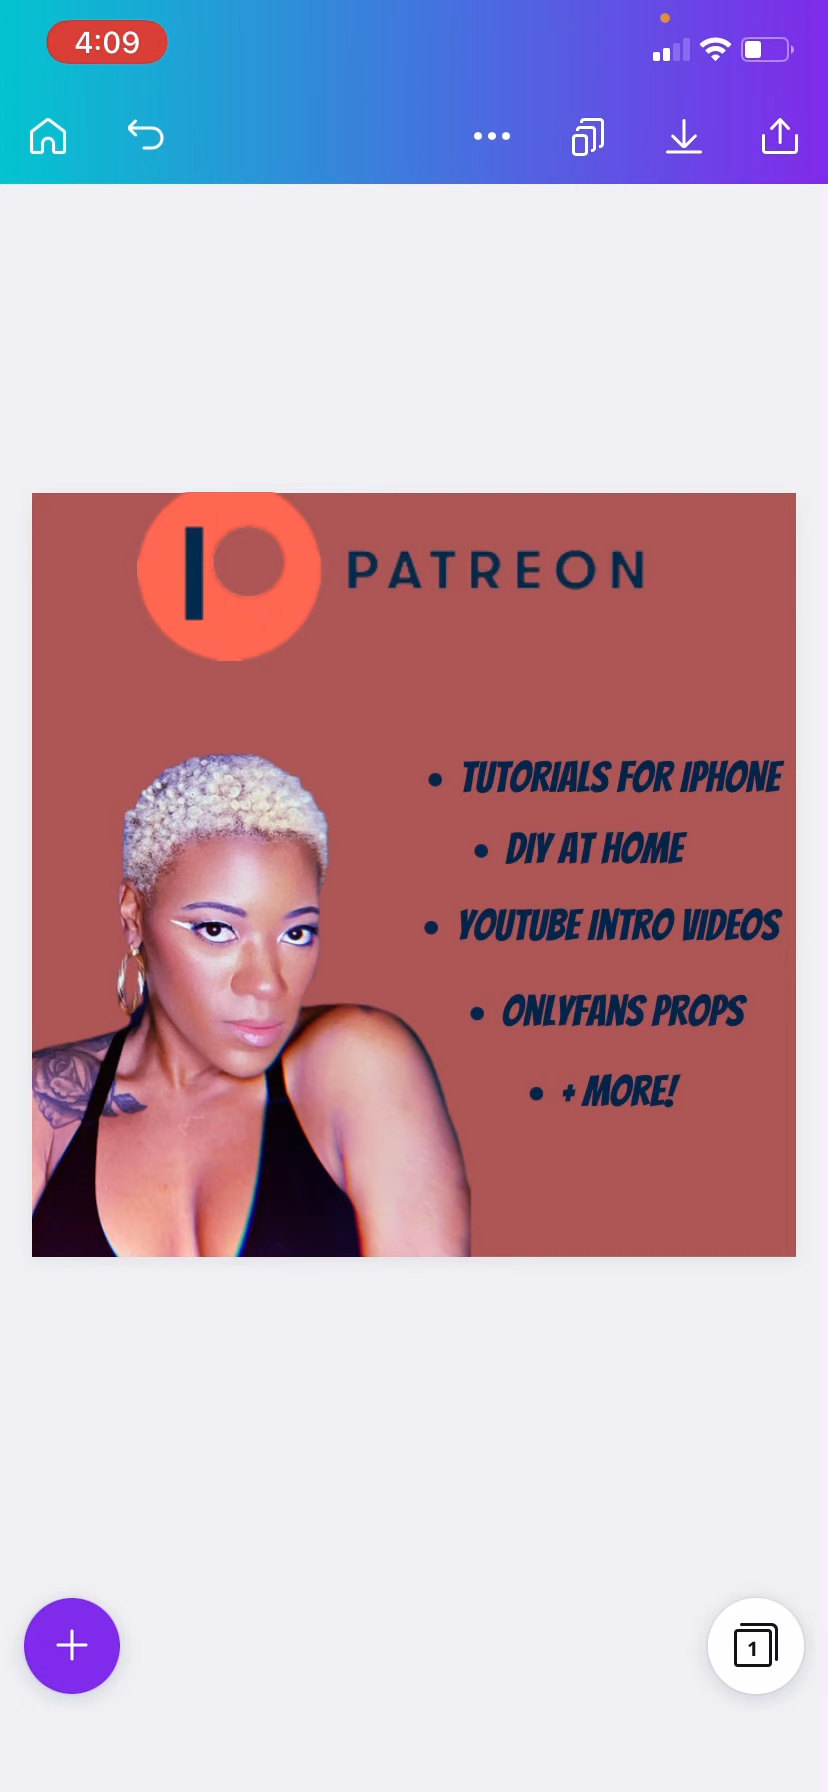 4:09
PATREON
• TUTORIALS FOR IPHONE
• DIY AT HOME
• YOUTUBE INTRO VIDEOS
• ONLYFANS PROPS
• + MORE!
1